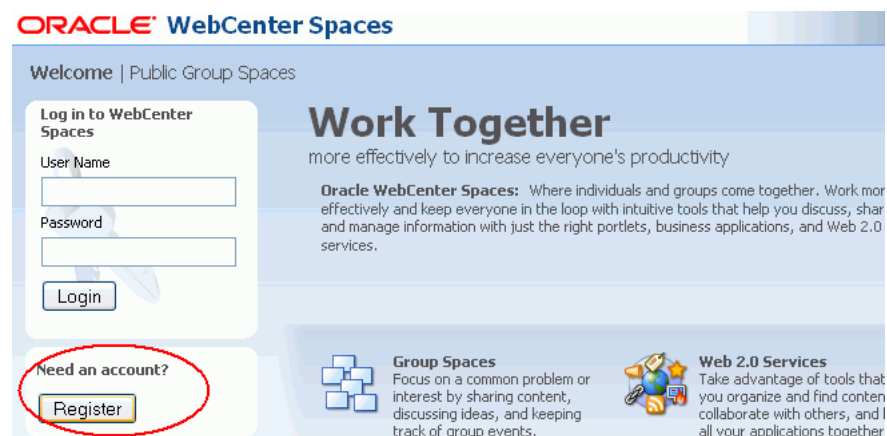 ORACLE WebCenter Spaces
Welcome | Public Group Spaces
Log in to WebCenter
Spaces
User Name
Password
Login
Need an account?
Register
Work Together
more effectively to increase everyone's productivity
Oracle WebCenter Spaces: Where individuals and groups come together. Work mor
effectively and keep everyone in the loop with intuitive tools that help you discuss, shar
and manage information with just the right portlets, business applications, and Web 2.0
services.
Group Spaces
Focus on a common problem or
interest by sharing content,
discussing ideas, and keeping
track of group events.
Web 2.0 Services
Take advantage of tools that
you organize and find conten
collaborate with others, and
all your applications together